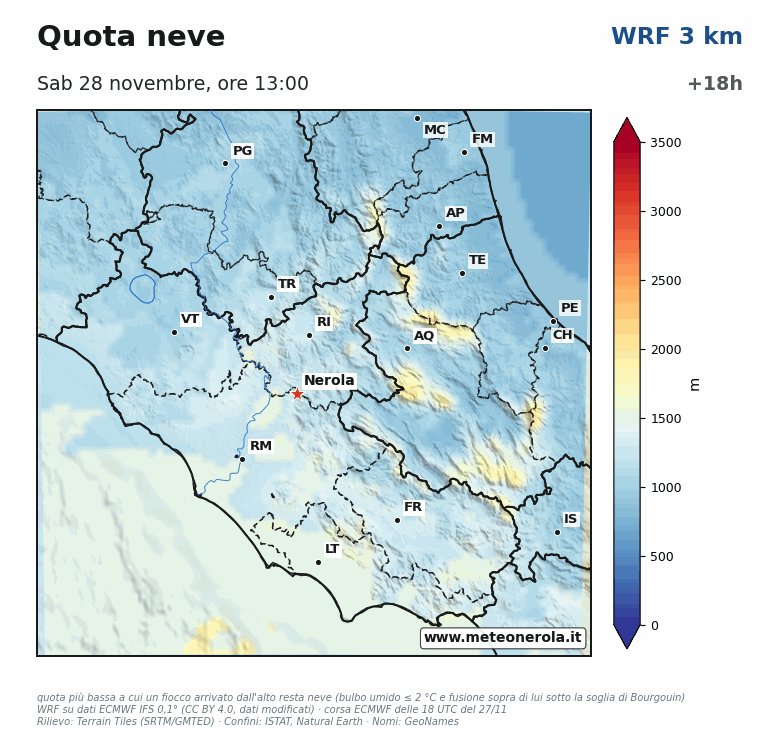 Quota neve
WRF 3 km
Sab 28 novembre, ore 13:00
+18h
MC
FM
PG
AP
TE
TR
PE
VT
RI
AQ
CH
Nerola
RM
FR
IS
LT
www.meteonerola.it
3500
3000
2500
2000
1500
1000
500
0
m
quota più bassa a cui un fiocco arrivato dall'alto resta neve (bulbo umido ≤ 2 °C e fusione sopra di lui sotto la soglia di Bourgouin)
WRF su dati ECMWF IFS 0,1° (CC BY 4.0, dati modificati) · corsa ECMWF delle 18 UTC del 27/11
Rilievo: Terrain Tiles (SRTM/GMTED) · Confini: ISTAT, Natural Earth · Nomi: GeoNames